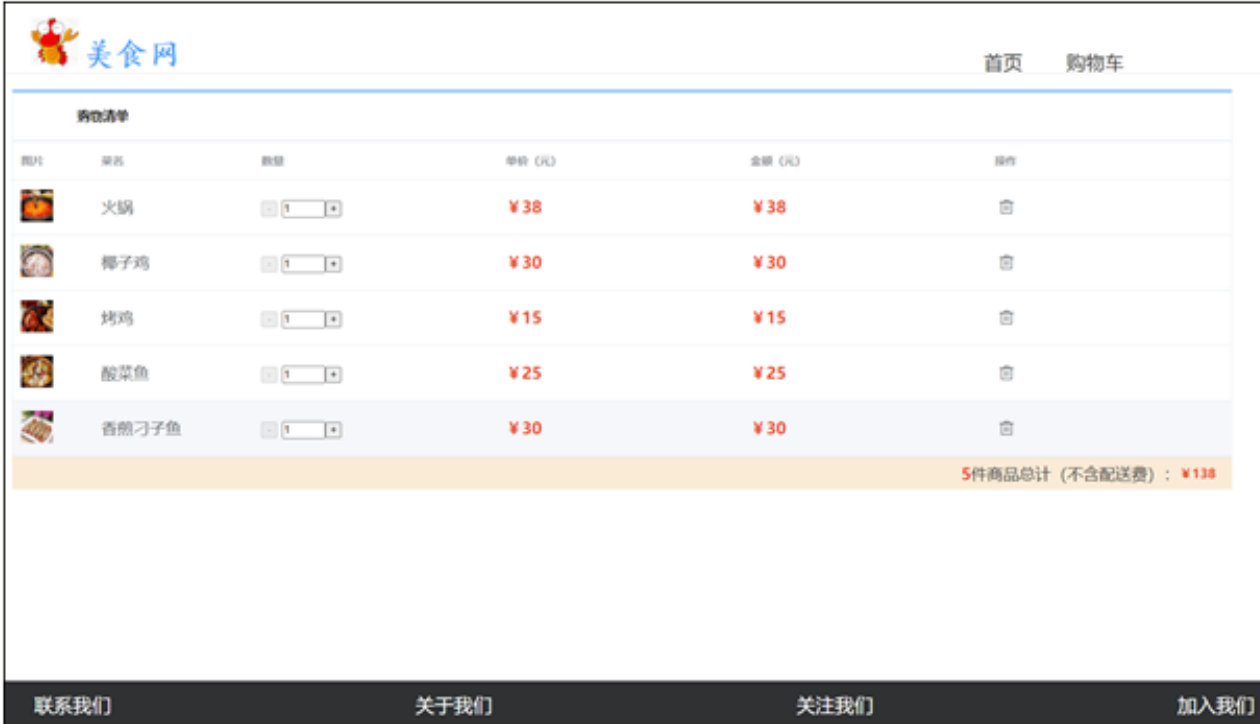 美食网
首页 购物车
购物清单
图片 菜名 数量 单价（元） 金额（元） 操作
火锅 - 1 + ¥38 ¥38
椰子鸡 - 1 + ¥30 ¥30
烤鸡 - 1 + ¥15 ¥15
酸菜鱼 - 1 + ¥25 ¥25
香煎刁子鱼 - 1 + ¥30 ¥30
5件商品总计（不含配送费）：¥138
联系我们 关于我们 关注我们 加入我们